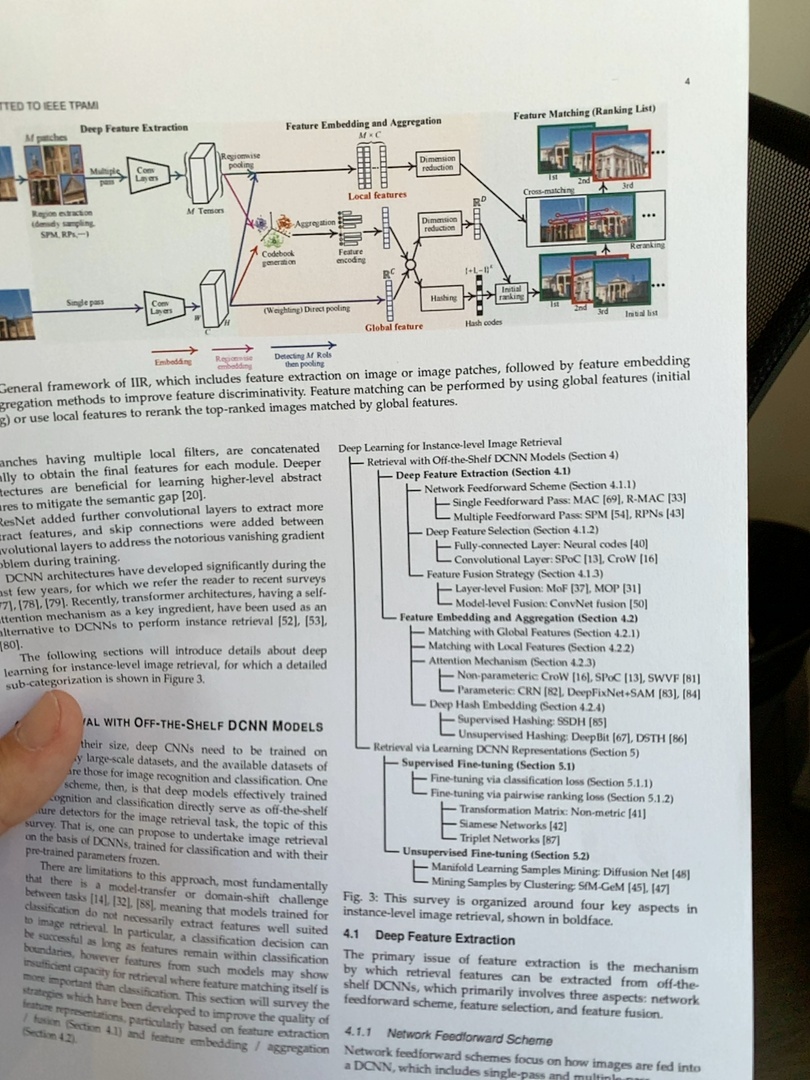 4
TTED TO IEEE TPAMI
Deep Feature Extraction
Feature Embedding and Aggregation
Feature Matching (Ranking List)
M patches
Multiple
pass
Conv
Layers
M Tensors
Regionwise
pooling
Region extraction
(densely sampling,
SPM, RPs,···)
M × C
Local features
Dimension
reduction
1st
2nd
3rd
Cross-matching
Reranking
Codebook
generation
Aggregation
Feature
encoding
Dimension
reduction
Single pass
Conv
Layers
W
H
C
(Weighting) Direct pooling
Global feature
Hashing
Hash codes
Initial
ranking
1st
2nd
3rd
Initial list
Embedding
Regionwise
embedding
Detecting M RoIs
then pooling
General framework of IIR, which includes feature extraction on image or image patches, followed by feature embedding
gregation methods to improve feature discriminativity. Feature matching can be performed by using global features (initial
g) or use local features to rerank the top-ranked images matched by global features.
anches having multiple local filters, are concatenated
ally to obtain the final features for each module. Deeper
tectures are beneficial for learning higher-level abstract
ures to mitigate the semantic gap [20].
ResNet added further convolutional layers to extract more
tract features, and skip connections were added between
volutional layers to address the notorious vanishing gradient
oblem during training.
DCNN architectures have developed significantly during the
ast few years, for which we refer the reader to recent surveys
77], [78], [79]. Recently, transformer architectures, having a self-
attention mechanism as a key ingredient, have been used as an
alternative to DCNNs to perform instance retrieval [52], [53],
[80].
The following sections will introduce details about deep
learning for instance-level image retrieval, for which a detailed
sub-categorization is shown in Figure 3.
VAL WITH OFF-THE-SHELF DCNN MODELS
their size, deep CNNs need to be trained on
y large-scale datasets, and the available datasets of
are those for image recognition and classification. One
scheme, then, is that deep models effectively trained
cognition and classification directly serve as off-the-shelf
ture detectors for the image retrieval task, the topic of this
survey. That is, one can propose to undertake image retrieval
on the basis of DCNNs, trained for classification and with their
pre-trained parameters frozen.
There are limitations to this approach, most fundamentally
that there is a model-transfer or domain-shift challenge
between tasks [14], [32], [88], meaning that models trained for
classification do not necessarily extract features well suited
to image retrieval. In particular, a classification decision can
be successful as long as features remain within classification
boundaries, however features from such models may show
insufficient capacity for retrieval where feature matching itself is
more important than classification. This section will survey the
strategies which have been developed to improve the quality of
feature representations, particularly based on feature extraction
/ fusion (Section 4.1) and feature embedding / aggregation
(Section 4.2).
Deep Learning for Instance-level Image Retrieval
Retrieval with Off-the-Shelf DCNN Models (Section 4)
Deep Feature Extraction (Section 4.1)
Network Feedforward Scheme (Section 4.1.1)
Single Feedforward Pass: MAC [69], R-MAC [33]
Multiple Feedforward Pass: SPM [54], RPNs [43]
Deep Feature Selection (Section 4.1.2)
Fully-connected Layer: Neural codes [40]
Convolutional Layer: SPoC [13], CroW [16]
Feature Fusion Strategy (Section 4.1.3)
Layer-level Fusion: MoF [37], MOP [31]
Model-level Fusion: ConvNet fusion [50]
Feature Embedding and Aggregation (Section 4.2)
Matching with Global Features (Section 4.2.1)
Matching with Local Features (Section 4.2.2)
Attention Mechanism (Section 4.2.3)
Non-parameteric: CroW [16], SPoC [13], SWVF [81]
Parameteric: CRN [82], DeepFixNet+SAM [83], [84]
Deep Hash Embedding (Section 4.2.4)
Supervised Hashing: SSDH [85]
Unsupervised Hashing: DeepBit [67], DSTH [86]
Retrieval via Learning DCNN Representations (Section 5)
Supervised Fine-tuning (Section 5.1)
Fine-tuning via classification loss (Section 5.1.1)
Fine-tuning via pairwise ranking loss (Section 5.1.2)
Transformation Matrix: Non-metric [41]
Siamese Networks [42]
Triplet Networks [87]
Unsupervised Fine-tuning (Section 5.2)
Manifold Learning Samples Mining: Diffusion Net [48]
Mining Samples by Clustering: SfM-GeM [45], [47]
Fig. 3: This survey is organized around four key aspects in
instance-level image retrieval, shown in boldface.
4.1 Deep Feature Extraction
The primary issue of feature extraction is the mechanism
by which retrieval features can be extracted from off-the-
shelf DCNNs, which primarily involves three aspects: network
feedforward scheme, feature selection, and feature fusion.
4.1.1 Network Feedforward Scheme
Network feedforward schemes focus on how images are fed into
a DCNN, which includes single-pass and